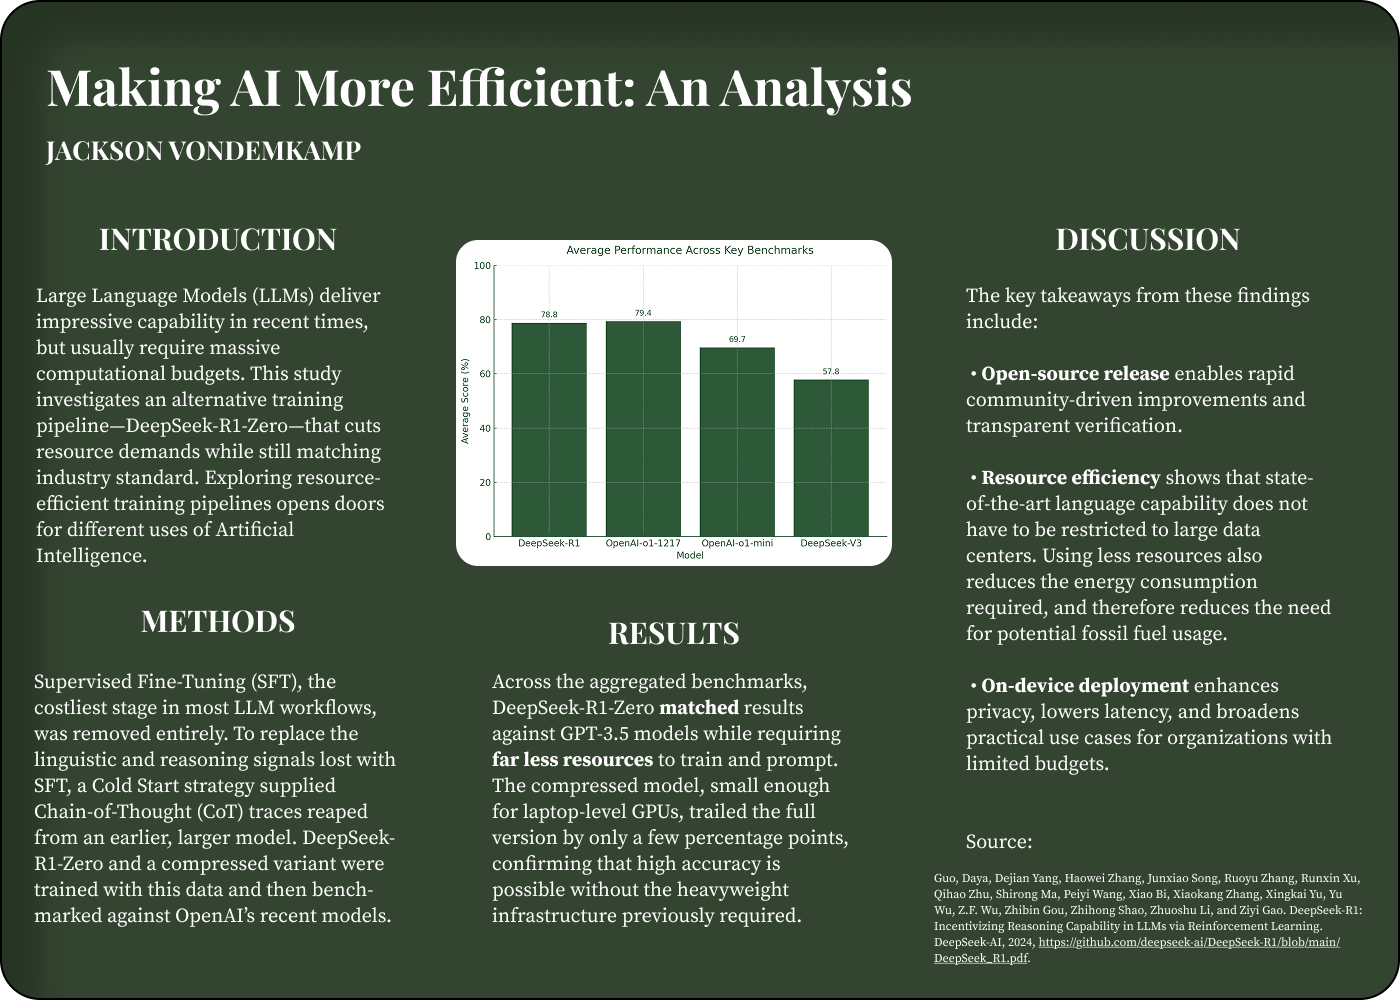 Making AI More Efficient: An Analysis
JACKSON VONDEMKAMP
INTRODUCTION
Large Language Models (LLMs) deliver
impressive capability in recent times,
but usually require massive
computational budgets. This study
investigates an alternative training
pipeline—DeepSeek-R1-Zero—that cuts
resource demands while still matching
industry standard. Exploring resource-
efficient training pipelines opens doors
for different uses of Artificial
Intelligence.
METHODS
Supervised Fine-Tuning (SFT), the
costliest stage in most LLM workflows,
was removed entirely. To replace the
linguistic and reasoning signals lost with
SFT, a Cold Start strategy supplied
Chain-of-Thought (CoT) traces reaped
from an earlier, larger model. DeepSeek-
R1-Zero and a compressed variant were
trained with this data and then bench-
marked against OpenAI’s recent models.
Average Performance Across Key Benchmarks
Average Score (%)
100
80
60
40
20
0
78.8
79.4
69.7
57.8
DeepSeek-R1
OpenAI-o1-1217
OpenAI-o1-mini
DeepSeek-V3
Model
RESULTS
Across the aggregated benchmarks,
DeepSeek-R1-Zero matched results
against GPT-3.5 models while requiring
far less resources to train and prompt.
The compressed model, small enough
for laptop-level GPUs, trailed the full
version by only a few percentage points,
confirming that high accuracy is
possible without the heavyweight
infrastructure previously required.
DISCUSSION
The key takeaways from these findings
include:
• Open-source release enables rapid
community-driven improvements and
transparent verification.
• Resource efficiency shows that state-
of-the-art language capability does not
have to be restricted to large data
centers. Using less resources also
reduces the energy consumption
required, and therefore reduces the need
for potential fossil fuel usage.
• On-device deployment enhances
privacy, lowers latency, and broadens
practical use cases for organizations with
limited budgets.
Source:
Guo, Daya, Dejian Yang, Haowei Zhang, Junxiao Song, Ruoyu Zhang, Runxin Xu,
Qihao Zhu, Shirong Ma, Peiyi Wang, Xiao Bi, Xiaokang Zhang, Xingkai Yu, Yu
Wu, Z.F. Wu, Zhibin Gou, Zhihong Shao, Zhuoshu Li, and Ziyi Gao. DeepSeek-R1:
Incentivizing Reasoning Capability in LLMs via Reinforcement Learning.
DeepSeek-AI, 2024, https://github.com/deepseek-ai/DeepSeek-R1/blob/main/
DeepSeek_R1.pdf.